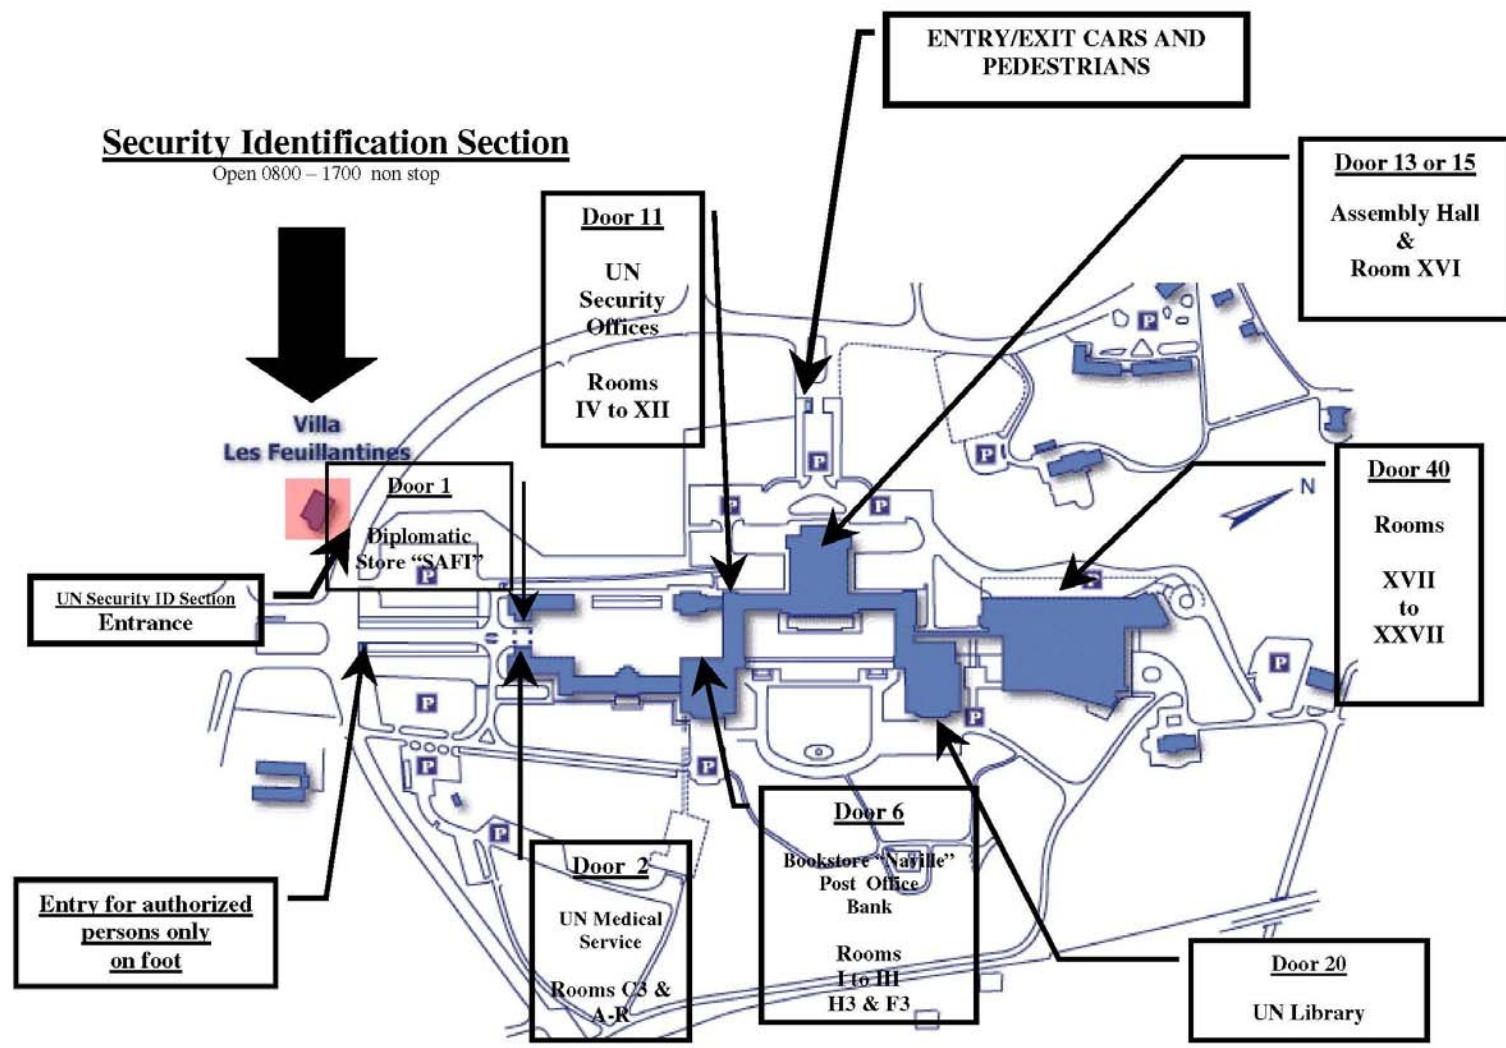 ENTRY/EXIT CARS AND
PEDESTRIANS
Security Identification Section
Open 0800 – 1700 non stop
Door 13 or 15
Assembly Hall
&
Room XVI
Door 11
UN
Security
Offices
Rooms
IV to XII
P
Villa
Les Feuillantines
P
P
Door 40
Rooms
XVII
to
XXVII
N
Door 1
Diplomatic
Store “SAFI”
P
P
P
P
UN Security ID Section
Entrance
P
P
P
P
P
P
Door 6
Bookstore “Naville”
Post Office
Bank
Rooms
I to III
H3 & F3
Door 2
UN Medical
Service
Rooms C3 &
A-R
Entry for authorized
persons only
on foot
Door 20
UN Library